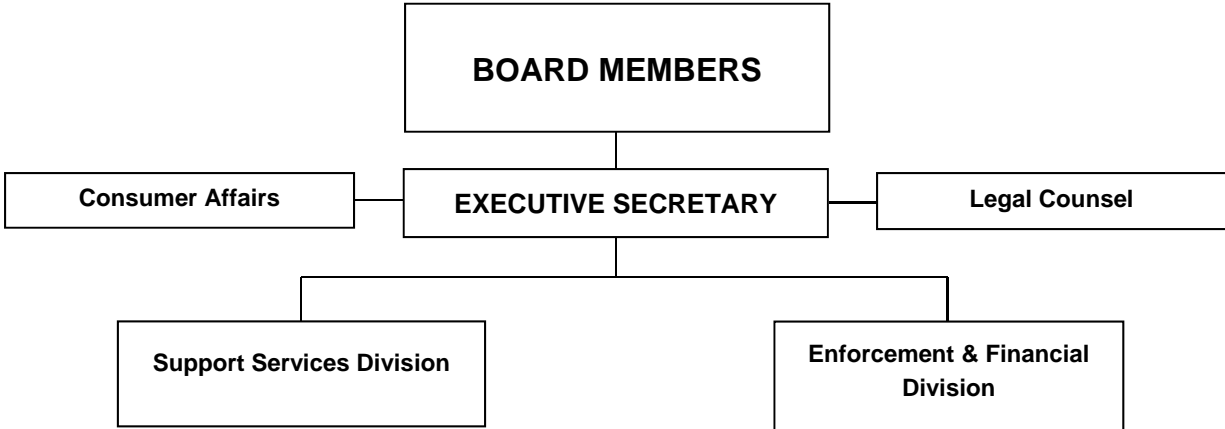 BOARD MEMBERS
Consumer Affairs
EXECUTIVE SECRETARY
Legal Counsel
Support Services Division
Enforcement & Financial
Division